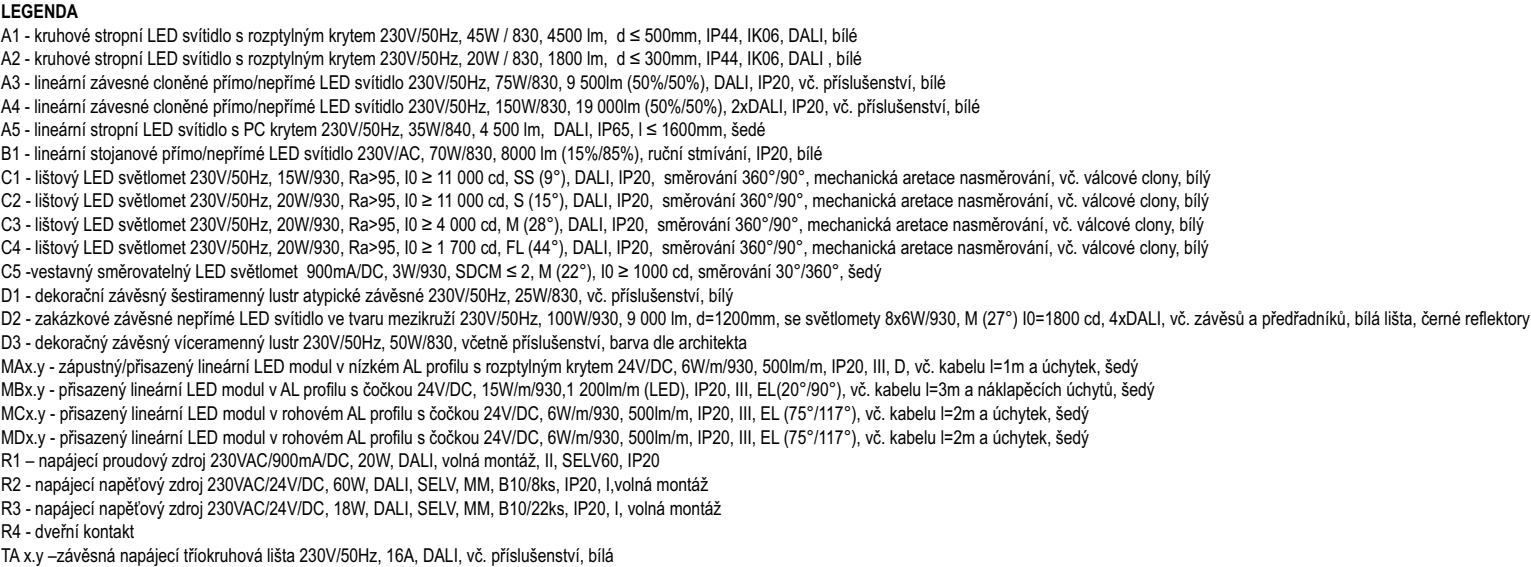 LEGENDA
A1 - kruhové stropní LED svítidlo s rozptylným krytem 230V/50Hz, 45W / 830, 4500 lm, d ≤ 500mm, IP44, IK06, DALI, bílé
A2 - kruhové stropní LED svítidlo s rozptylným krytem 230V/50Hz, 20W / 830, 1800 lm, d ≤ 300mm, IP44, IK06, DALI , bílé
A3 - lineární závesné cloněné přímo/nepřímé LED svítidlo 230V/50Hz, 75W/830, 9 500lm (50%/50%), DALI, IP20, vč. příslušenství, bílé
A4 - lineární závesné cloněné přímo/nepřímé LED svítidlo 230V/50Hz, 150W/830, 19 000lm (50%/50%), 2xDALI, IP20, vč. příslušenství, bílé
A5 - lineární stropní LED svítidlo s PC krytem 230V/50Hz, 35W/840, 4 500 lm, DALI, IP65, l ≤ 1600mm, šedé
B1 - lineární stojanové přímo/nepřímé LED svítidlo 230V/AC, 70W/830, 8000 lm (15%/85%), ruční stmívání, IP20, bílé
C1 - lištový LED světlomet 230V/50Hz, 15W/930, Ra>95, I0 ≥ 11 000 cd, SS (9°), DALI, IP20, směrování 360°/90°, mechanická aretace nasměrování, vč. válcové clony, bílý
C2 - lištový LED světlomet 230V/50Hz, 20W/930, Ra>95, I0 ≥ 11 000 cd, S (15°), DALI, IP20, směrování 360°/90°, mechanická aretace nasměrování, vč. válcové clony, bílý
C3 - lištový LED světlomet 230V/50Hz, 20W/930, Ra>95, I0 ≥ 4 000 cd, M (28°), DALI, IP20, směrování 360°/90°, mechanická aretace nasměrování, vč. válcové clony, bílý
C4 - lištový LED světlomet 230V/50Hz, 20W/930, Ra>95, I0 ≥ 1 700 cd, FL (44°), DALI, IP20, směrování 360°/90°, mechanická aretace nasměrování, vč. válcové clony, bílý
C5 -vestavný směrovatelný LED světlomet 900mA/DC, 3W/930, SDCM ≤ 2, M (22°), I0 ≥ 1000 cd, směrování 30°/360°, šedý
D1 - dekorační závěsný šestiramenný lustr atypické závěsné 230V/50Hz, 25W/830, vč. příslušenství, bílý
D2 - zakázkové závěsné nepřímé LED svítidlo ve tvaru mezikruží 230V/50Hz, 100W/930, 9 000 lm, d=1200mm, se světlomety 8x6W/930, M (27°) I0=1800 cd, 4xDALI, vč. závěsů a předřadníků, bílá lišta, černé reflektory
D3 - dekoračný závěsný víceramenný lustr 230V/50Hz, 50W/830, včetně příslušenství, barva dle architekta
MAx.y - zápustný/přisazený lineární LED modul v nízkém AL profilu s rozptylným krytem 24V/DC, 6W/m/930, 500lm/m, IP20, III, D, vč. kabelu l=1m a úchytek, šedý
MBx.y - přisazený lineární LED modul v AL profilu s čočkou 24V/DC, 15W/m/930,1 200lm/m (LED), IP20, III, EL(20°/90°), vč. kabelu l=3m a náklapěcích úchytů, šedý
MCx.y - přisazený lineární LED modul v rohovém AL profilu s čočkou 24V/DC, 6W/m/930, 500lm/m, IP20, III, EL (75°/117°), vč. kabelu l=2m a úchytek, šedý
MDx.y - přisazený lineární LED modul v rohovém AL profilu s čočkou 24V/DC, 6W/m/930, 500lm/m, IP20, III, EL (75°/117°), vč. kabelu l=2m a úchytek, šedý
R1 – napájecí proudový zdroj 230VAC/900mA/DC, 20W, DALI, volná montáž, II, SELV60, IP20
R2 - napájecí napěťový zdroj 230VAC/24V/DC, 60W, DALI, SELV, MM, B10/8ks, IP20, I,volná montáž
R3 - napájecí napěťový zdroj 230VAC/24V/DC, 18W, DALI, SELV, MM, B10/22ks, IP20, I, volná montáž
R4 - dveřní kontakt
TA x.y –závěsná napájecí tříokruhová lišta 230V/50Hz, 16A, DALI, vč. příslušenství, bílá